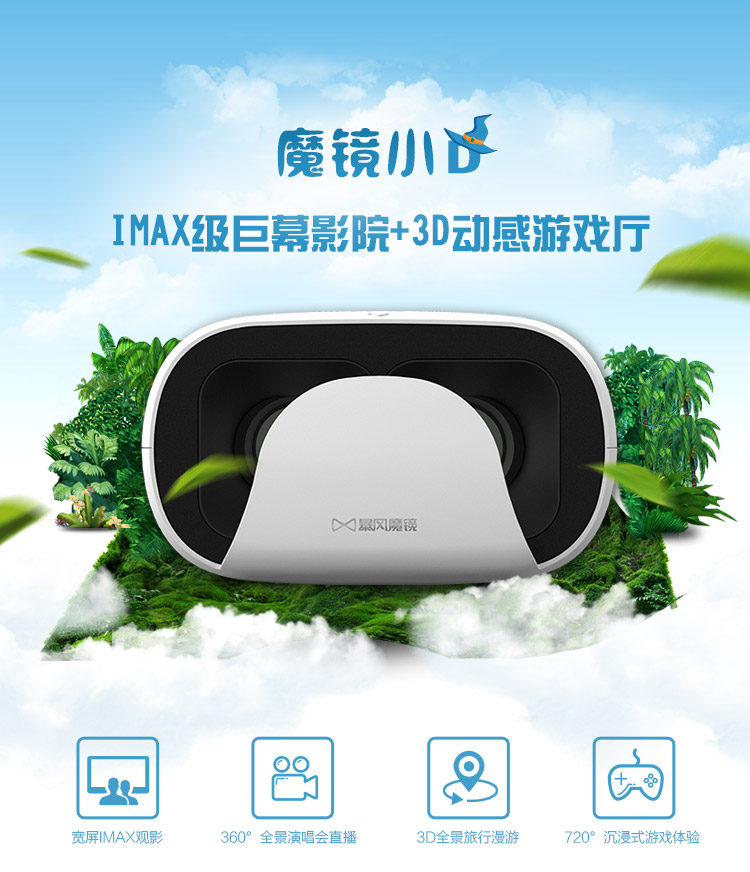 魔镜小D
IMAX级巨幕影院+3D动感游戏厅
暴风魔镜
宽屏IMAX观影
360°全景演唱会直播
3D全景旅行漫游
720°沉浸式游戏体验